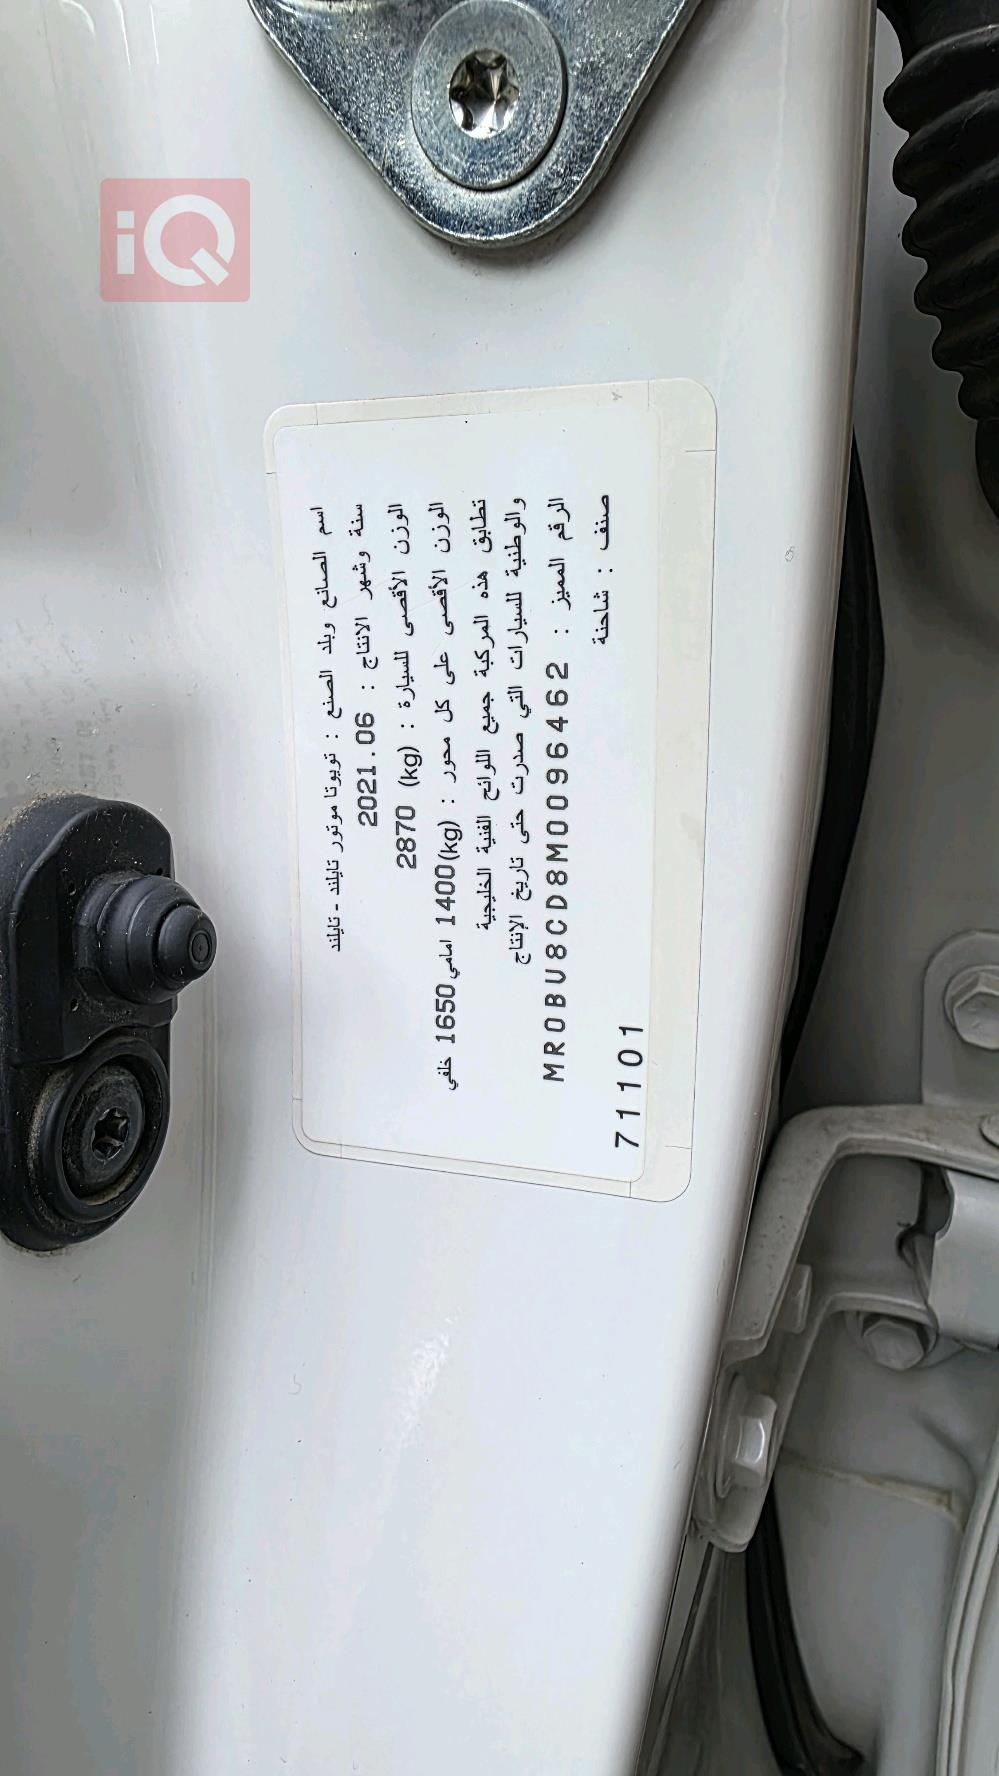 iQ
اسم الصانع وبلد الصنع : تويوتا موتور تايلند - تايلند
سنة وشهر الانتاج : 2021.06
الوزن الأقصى للسيارة : (kg) 2870
الوزن الأقصى على كل محور : (kg)1400 امامي 1650 خلفي
تطابق هذه المركبة جميع اللوائح الفنية الخليجية
والوطنية للسيارات التي صدرت حتى تاريخ الإنتاج
الرقم المميز : MR0BU8CD8M0096462
صنف : شاحنة
71101